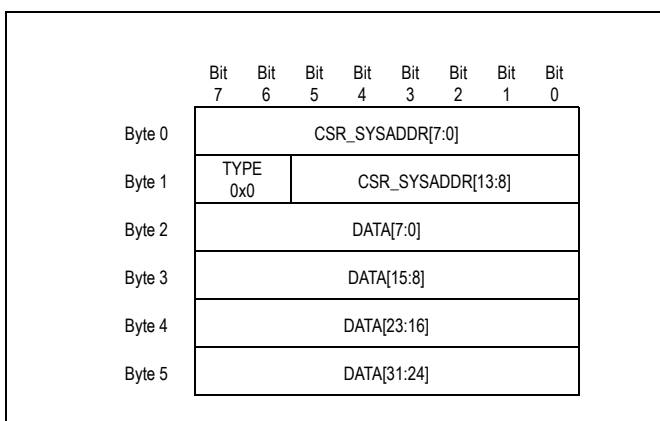 Bit Bit Bit Bit Bit Bit Bit Bit
7 6 5 4 3 2 1 0
Byte 0 CSR_SYSADDR[7:0]
Byte 1 TYPE 0x0 CSR_SYSADDR[13:8]
Byte 2 DATA[7:0]
Byte 3 DATA[15:8]
Byte 4 DATA[23:16]
Byte 5 DATA[31:24]